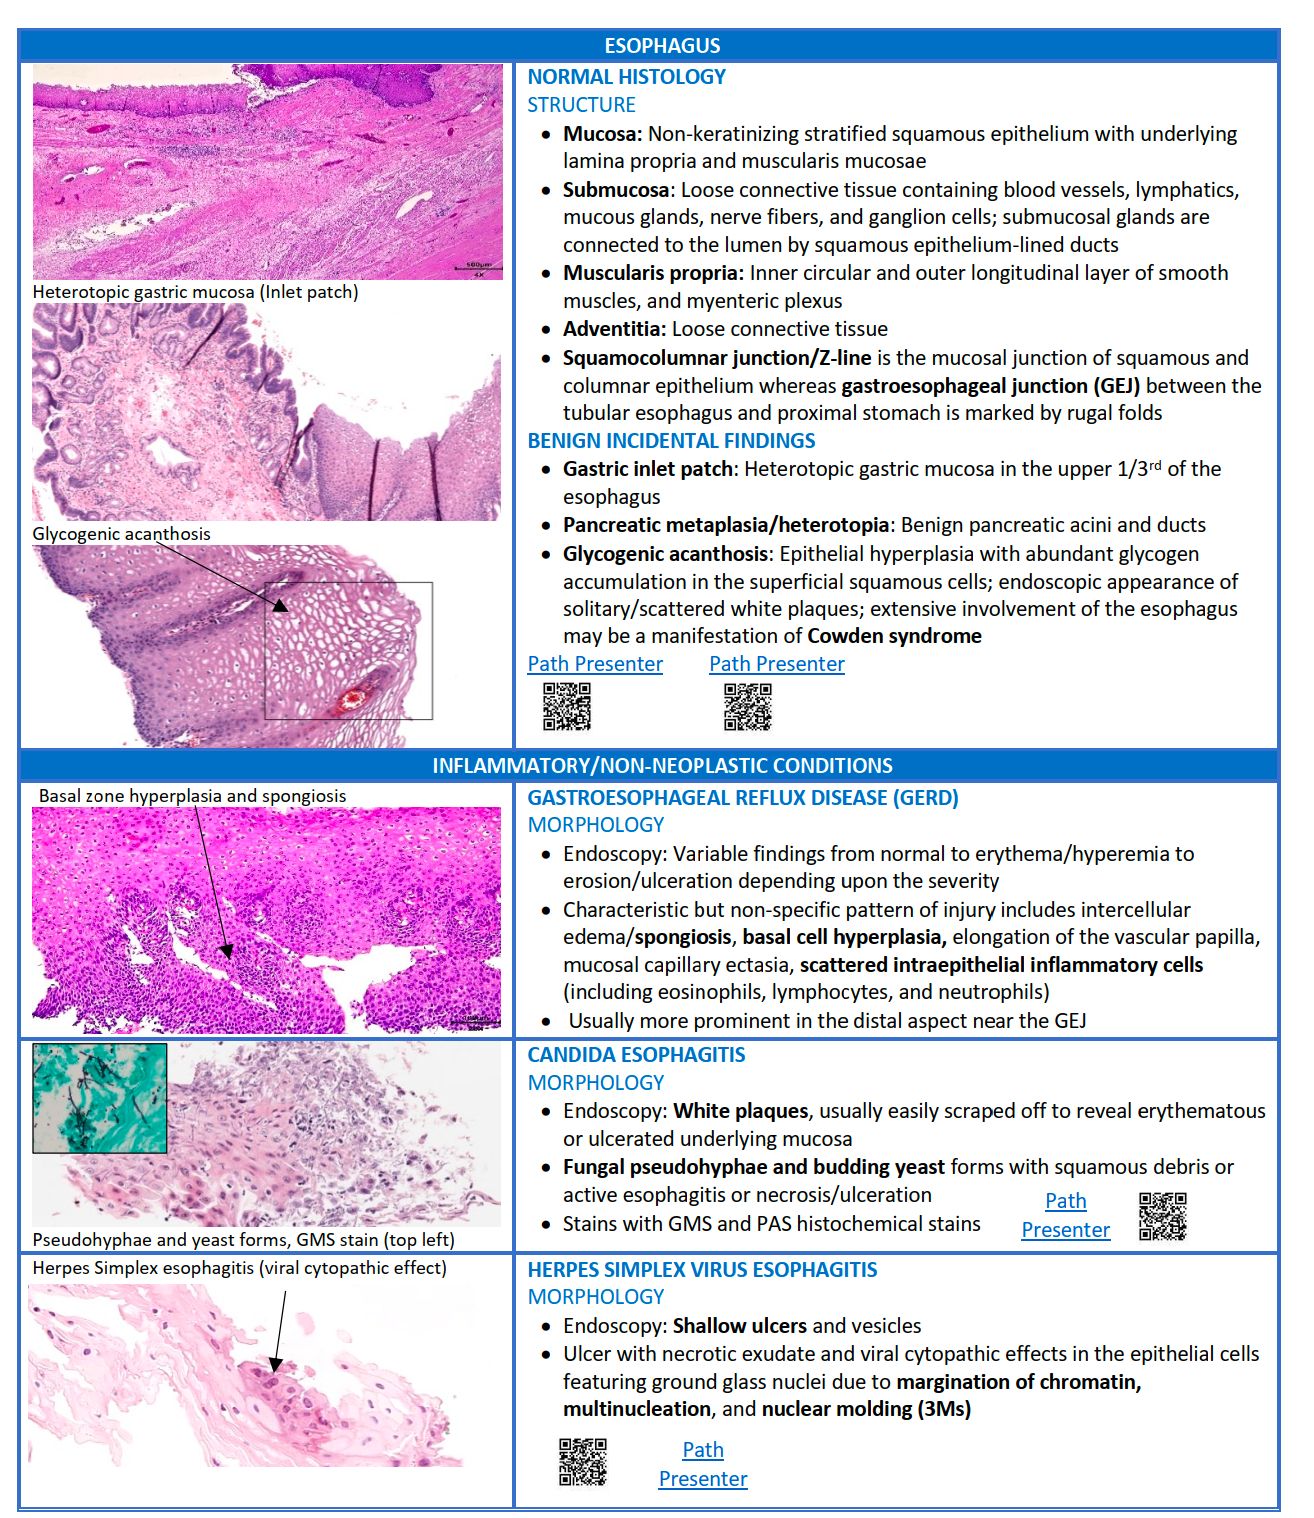 ESOPHAGUS
500µm
4X
Heterotopic gastric mucosa (Inlet patch)
Glycogenic acanthosis
NORMAL HISTOLOGY
STRUCTURE
• Mucosa: Non-keratinizing stratified squamous epithelium with underlying
lamina propria and muscularis mucosae
• Submucosa: Loose connective tissue containing blood vessels, lymphatics,
mucous glands, nerve fibers, and ganglion cells; submucosal glands are
connected to the lumen by squamous epithelium-lined ducts
• Muscularis propria: Inner circular and outer longitudinal layer of smooth
muscles, and myenteric plexus
• Adventitia: Loose connective tissue
• Squamocolumnar junction/Z-line is the mucosal junction of squamous and
columnar epithelium whereas gastroesophageal junction (GEJ) between the
tubular esophagus and proximal stomach is marked by rugal folds
BENIGN INCIDENTAL FINDINGS
• Gastric inlet patch: Heterotopic gastric mucosa in the upper 1/3rd of the
esophagus
• Pancreatic metaplasia/heterotopia: Benign pancreatic acini and ducts
• Glycogenic acanthosis: Epithelial hyperplasia with abundant glycogen
accumulation in the superficial squamous cells; endoscopic appearance of
solitary/scattered white plaques; extensive involvement of the esophagus
may be a manifestation of Cowden syndrome
Path Presenter Path Presenter
INFLAMMATORY/NON-NEOPLASTIC CONDITIONS
Basal zone hyperplasia and spongiosis
GASTROESOPHAGEAL REFLUX DISEASE (GERD)
MORPHOLOGY
• Endoscopy: Variable findings from normal to erythema/hyperemia to
erosion/ulceration depending upon the severity
• Characteristic but non-specific pattern of injury includes intercellular
edema/spongiosis, basal cell hyperplasia, elongation of the vascular papilla,
mucosal capillary ectasia, scattered intraepithelial inflammatory cells
(including eosinophils, lymphocytes, and neutrophils)
• Usually more prominent in the distal aspect near the GEJ
Pseudohyphae and yeast forms, GMS stain (top left)
CANDIDA ESOPHAGITIS
MORPHOLOGY
• Endoscopy: White plaques, usually easily scraped off to reveal erythematous
or ulcerated underlying mucosa
• Fungal pseudohyphae and budding yeast forms with squamous debris or
active esophagitis or necrosis/ulceration
• Stains with GMS and PAS histochemical stains
Path
Presenter
Herpes Simplex esophagitis (viral cytopathic effect)
HERPES SIMPLEX VIRUS ESOPHAGITIS
MORPHOLOGY
• Endoscopy: Shallow ulcers and vesicles
• Ulcer with necrotic exudate and viral cytopathic effects in the epithelial cells
featuring ground glass nuclei due to margination of chromatin,
multinucleation, and nuclear molding (3Ms)
Path
Presenter